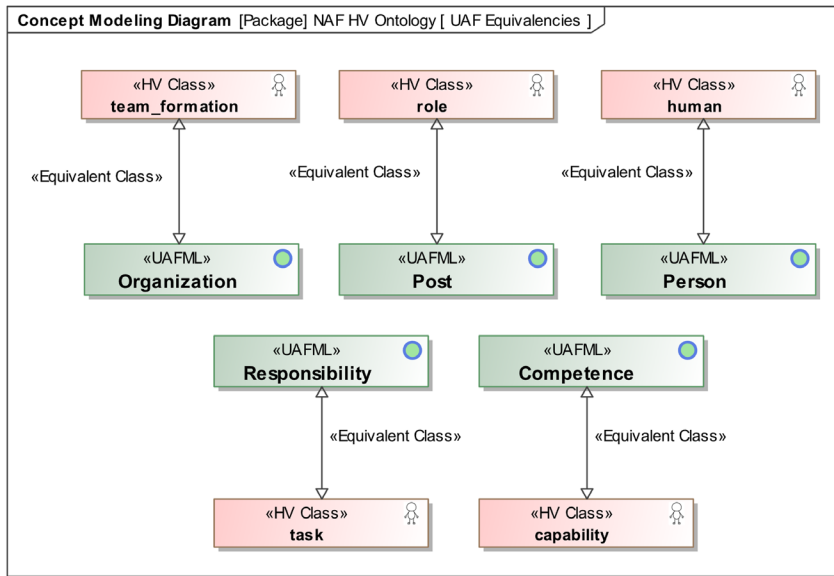 Concept Modeling Diagram [Package] NAF HV Ontology [ UAF Equivalencies ]
«HV Class»
team_formation
«HV Class»
role
«HV Class»
human
«Equivalent Class»
«Equivalent Class»
«Equivalent Class»
«UAFML»
Organization
«UAFML»
Post
«UAFML»
Person
«UAFML»
Responsibility
«UAFML»
Competence
«Equivalent Class»
«Equivalent Class»
«HV Class»
task
«HV Class»
capability